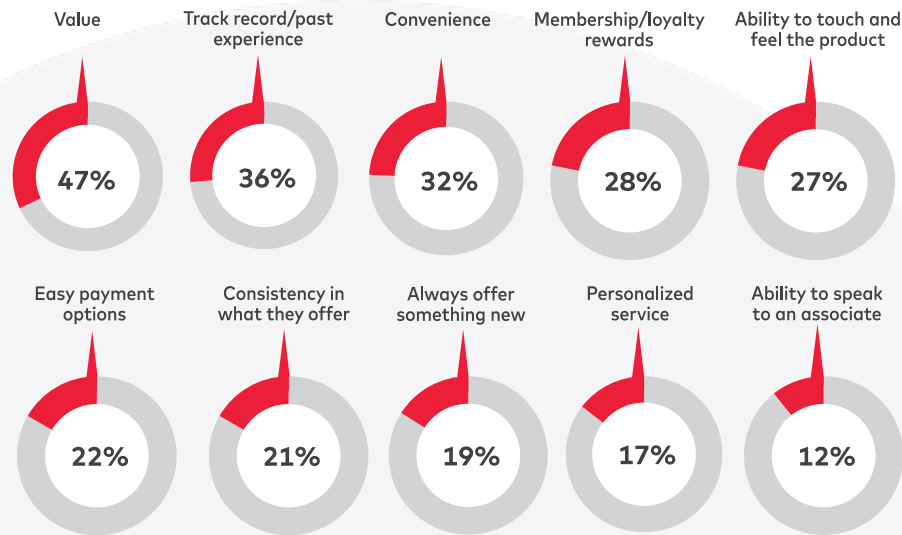 Value
47%
Track record/past
experience
36%
Convenience
32%
Membership/loyalty
rewards
28%
Ability to touch and
feel the product
27%
Easy payment
options
22%
Consistency in
what they offer
21%
Always offer
something new
19%
Personalized
service
17%
Ability to speak
to an associate
12%